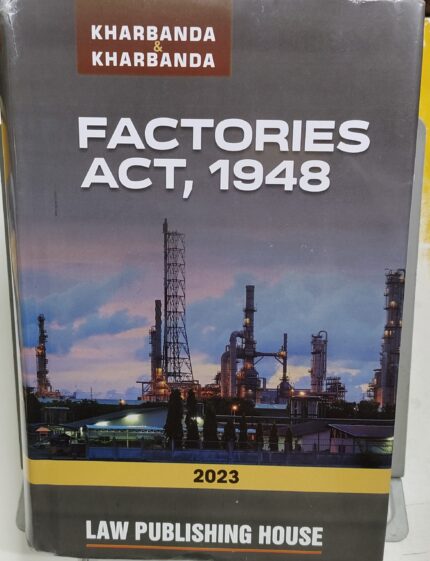 KHARBANDA
&
KHARBANDA
FACTORIES
ACT, 1948
2023
LAW PUBLISHING HOUSE